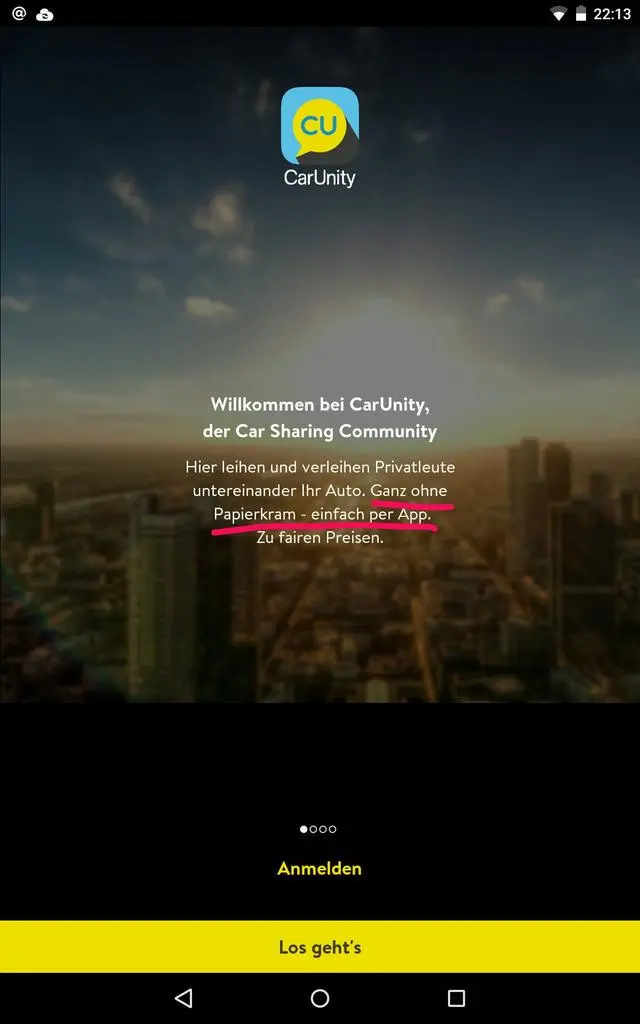 @ 22:13
CU
CarUnity
Willkommen bei CarUnity,
der Car Sharing Community
Hier leihen und verleihen Privatleute
untereinander Ihr Auto. Ganz ohne
Papierkram - einfach per App.
Zu fairen Preisen.
Anmelden
Los geht's